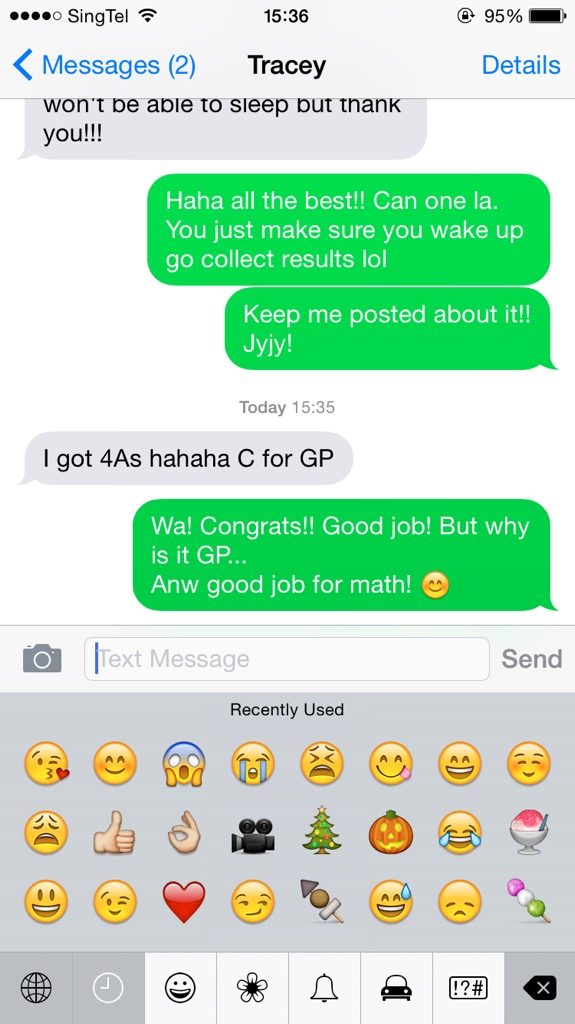 SingTel 15:36 95%
Messages (2) Tracey Details
won't be able to sleep but thank
you!!!
Haha all the best!! Can one la.
You just make sure you wake up
go collect results lol
Keep me posted about it!!
Jyjy!
Today 15:35
I got 4As hahaha C for GP
Wa! Congrats!! Good job! But why
is it GP...
Anw good job for math! 😊
Text Message Send
Recently Used
!?#